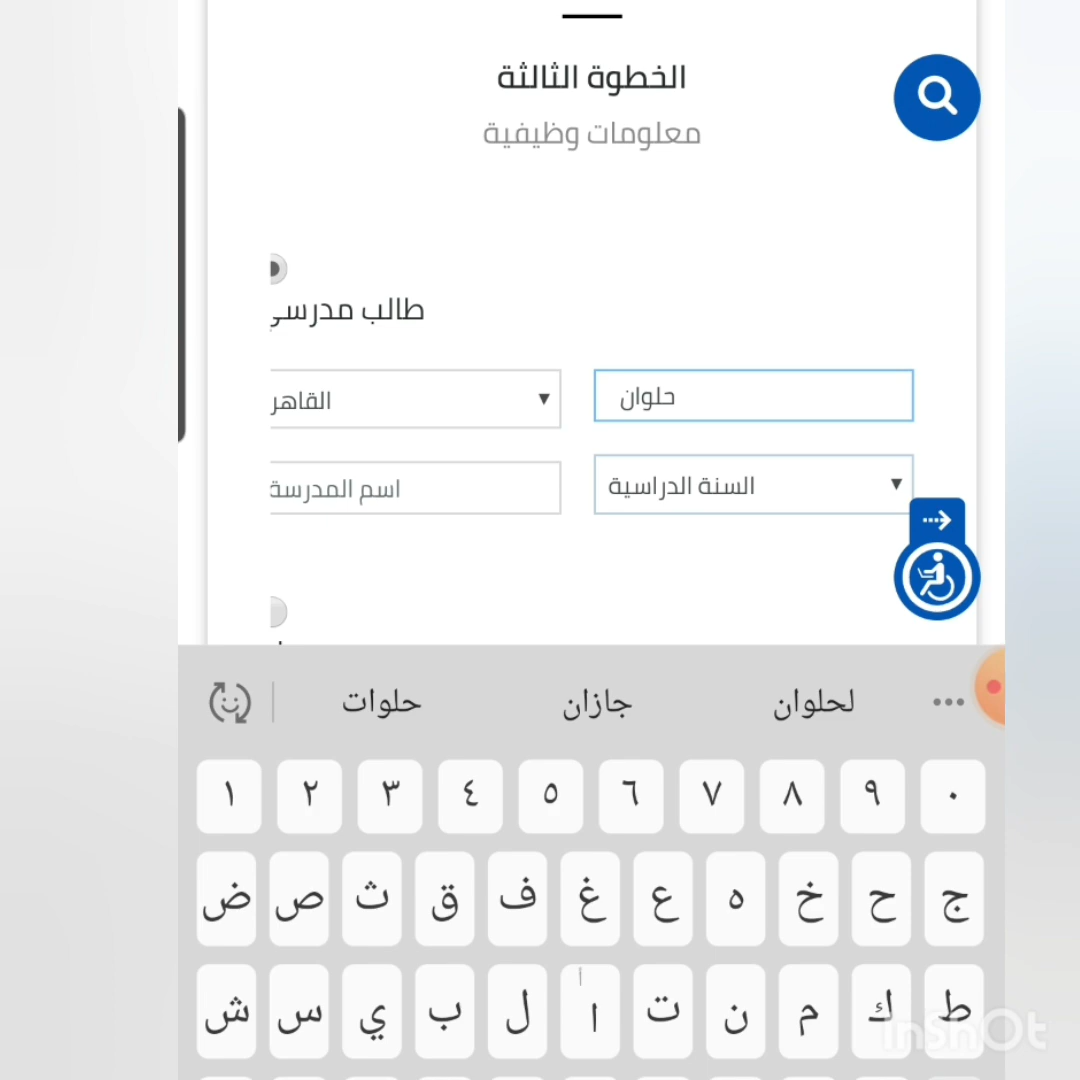 الخطوة الثالثة
معلومات وظيفية
طالب مدرسي
حلوان
القاهر
السنة الدراسية
اسم المدرسة
لحلوان جازان حلوات
١ ٢ ٣ ٤ ٥ ٦ ٧ ٨ ٩ ٠
ض ص ث ق ف غ ع ه خ ح ج
ش س ي ب ل ا أ ت ن م ك ط
InShOt